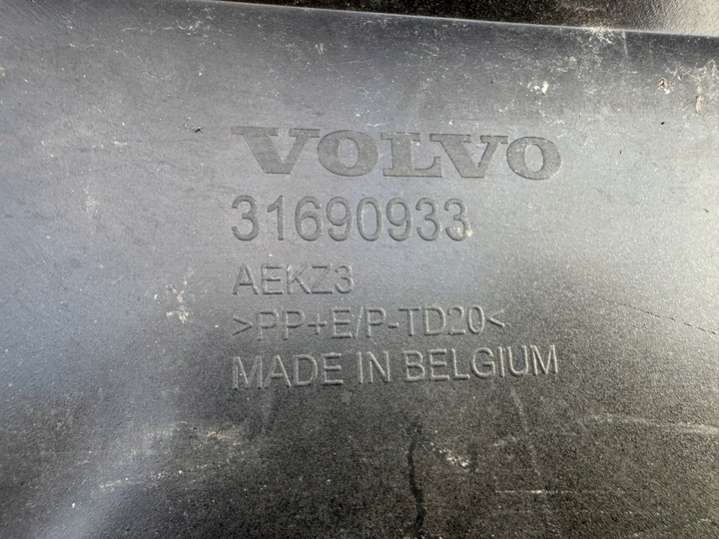 VOLVO
31690933
AEKZ3
>PP+E/P-TD20<
MADE IN BELGIUM